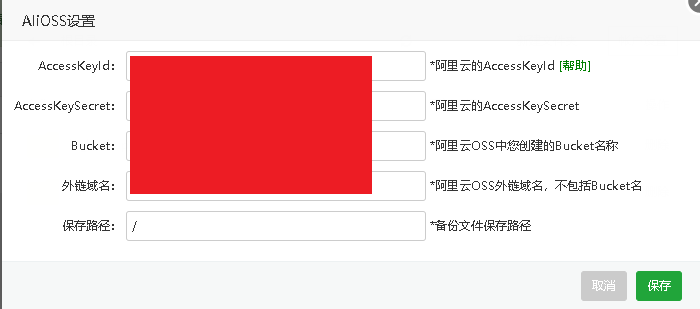 AliOSS设置
AccessKeyId： *阿里云的AccessKeyId [帮助]
AccessKeySecret： *阿里云的AccessKeySecret
Bucket： *阿里云OSS中您创建的Bucket名称
外链域名： *阿里云OSS外链域名，不包括Bucket名
保存路径： / *备份文件保存路径
取消 保存